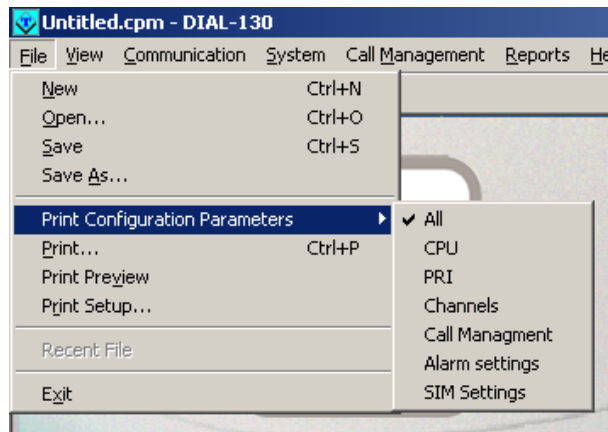 Untitled.cpm - DIAL-130
File View Communication System Call Management Reports He
New Ctrl+N
Open... Ctrl+O
Save Ctrl+S
Save As...
Print Configuration Parameters
Print... Ctrl+P
Print Preview
Print Setup...
Recent File
Exit
All
CPU
PRI
Channels
Call Managment
Alarm settings
SIM Settings